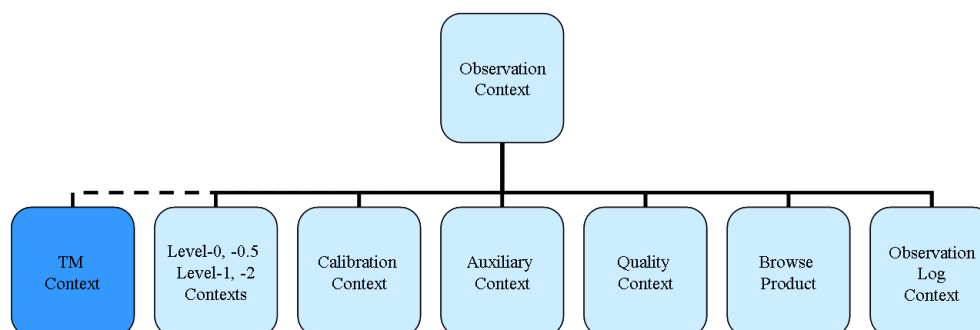 Observation
Context
TM
Context
Level-0, -0.5
Level-1, -2
Contexts
Calibration
Context
Auxiliary
Context
Quality
Context
Browse
Product
Observation
Log
Context